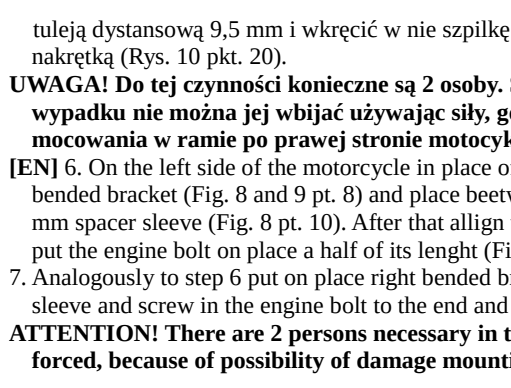 tuleją dystansową 9,5 mm i wkręcić w nie szpilkę
nakrętką (Rys. 10 pkt. 20).
UWAGA! Do tej czynności konieczne są 2 osoby.
wypadku nie można jej wbijać używając siły,
mocowania w ramie po prawej stronie
[EN] 6. On the left side of the motorcycle in place
bended bracket (Fig. 8 and 9 pt. 8) and place
mm spacer sleeve (Fig. 8 pt. 10). After that allign
put the engine bolt on place a half of its lenght
7. Analogously to step 6 put on place right bended
sleeve and screw in the engine bolt to the end and
ATTENTION! There are 2 persons necessary in
forced, because of possibility of damage